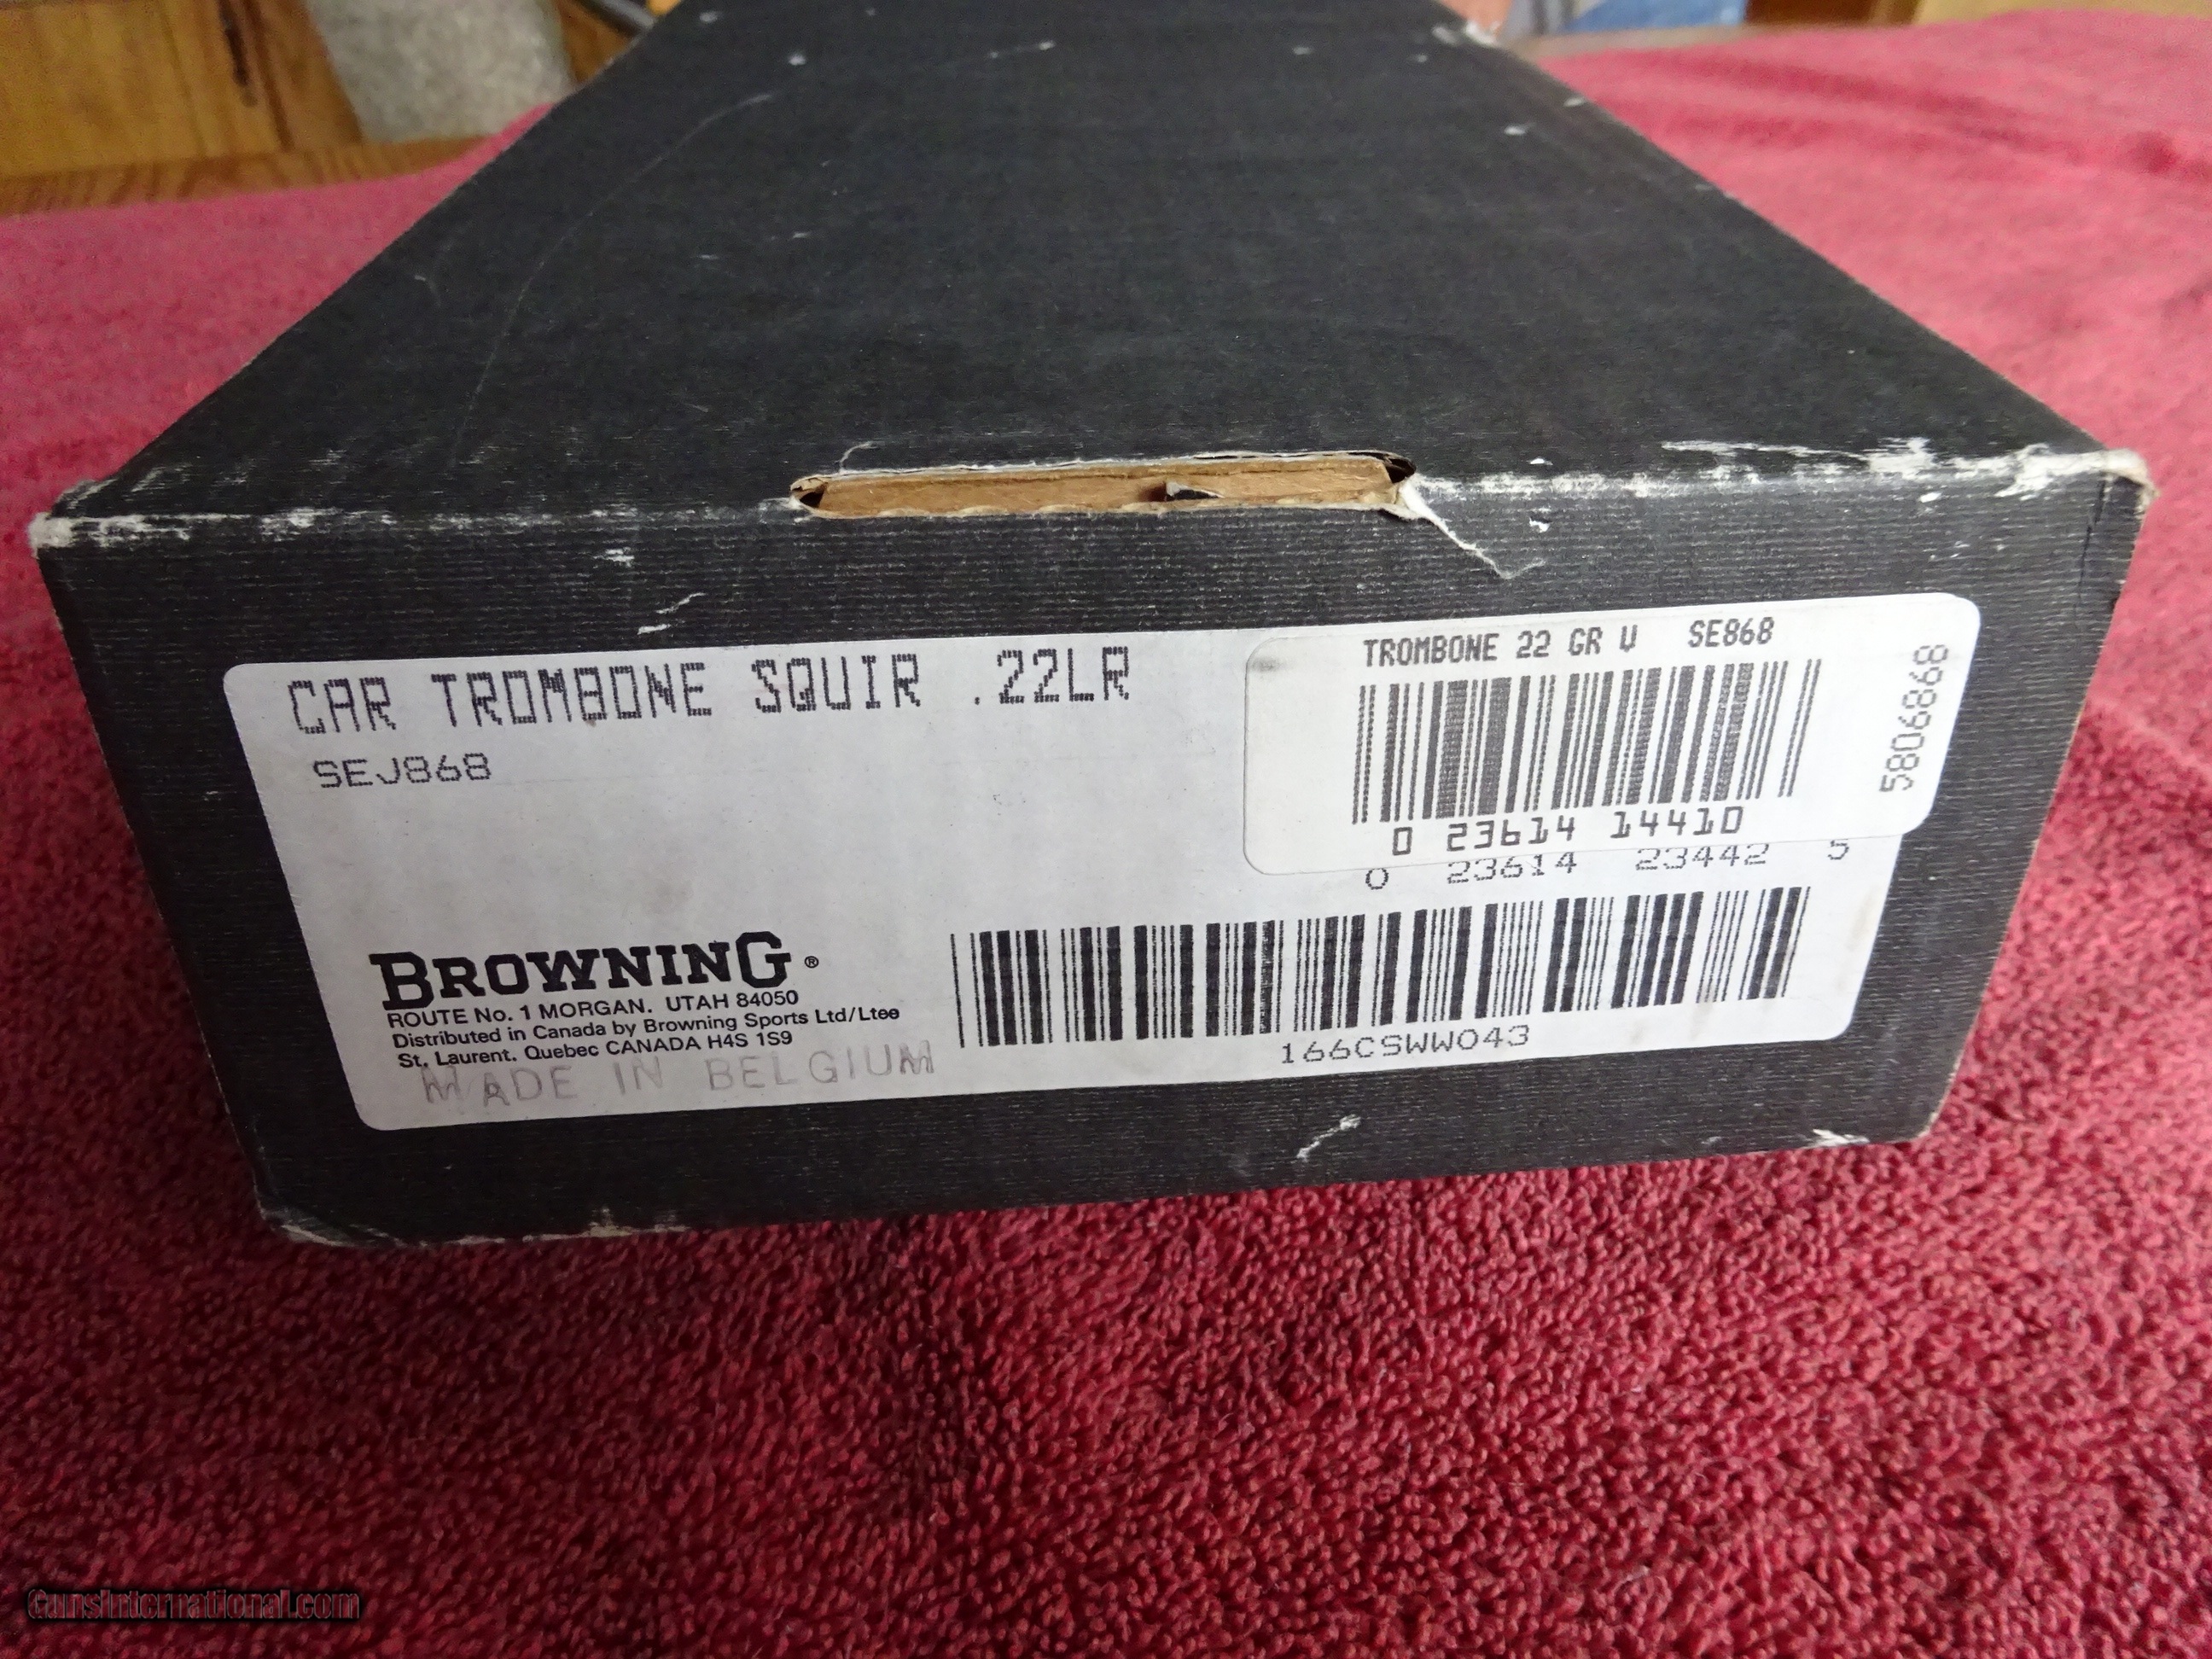 CAR TROMBONE SQUIR .22LR
SEJ868
TROMBONE 22 GR V SE868
5806868
0 23614 14410
0 23614 23442 5
BROWNING®
ROUTE No. 1 MORGAN. UTAH 84050
Distributed in Canada by Browning Sports Ltd/Ltee
St. Laurent. Quebec CANADA H4S 1S9
MADE IN BELGIUM
166CSWW043
GunsInternational.com